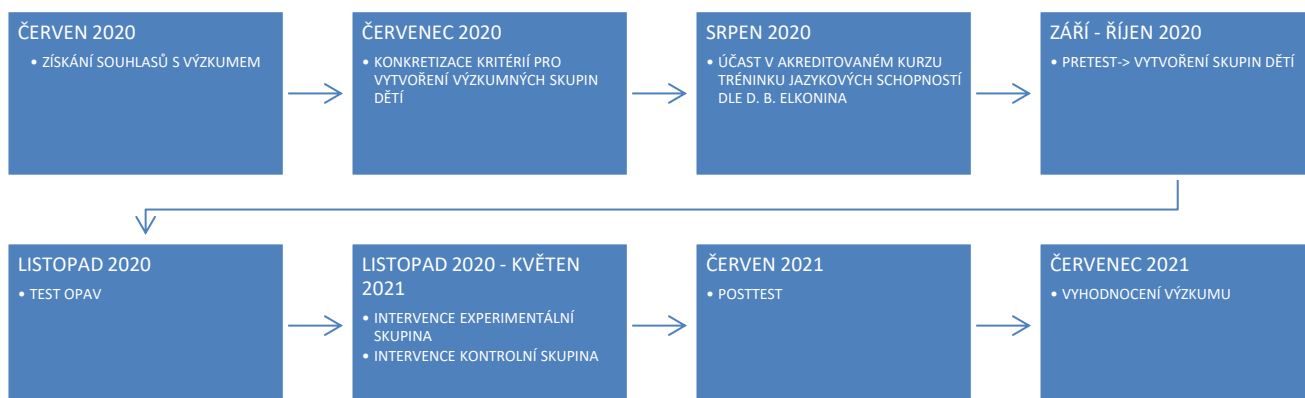 ČERVEN 2020
• ZÍSKÁNÍ SOUHLASŮ S VÝZKUMEM
ČERVENEC 2020
• KONKRETIZACE KRITÉRIÍ PRO
VYTVOŘENÍ VÝZKUMNÝCH SKUPIN
DĚTÍ
SRPEN 2020
• ÚČAST V AKREDITOVANÉM KURZU
TRÉNINKU JAZYKOVÝCH SCHOPNOSTÍ
DLE D. B. ELKONINA
ZÁŘÍ - ŘÍJEN 2020
• PRETEST-> VYTVOŘENÍ SKUPIN DĚTÍ
LISTOPAD 2020
• TEST OPAV
LISTOPAD 2020 - KVĚTEN
2021
• INTERVENCE EXPERIMENTÁLNÍ
SKUPINA
• INTERVENCE KONTROLNÍ SKUPINA
ČERVEN 2021
• POSTTEST
ČERVENEC 2021
• VYHODNOCENÍ VÝZKUMU